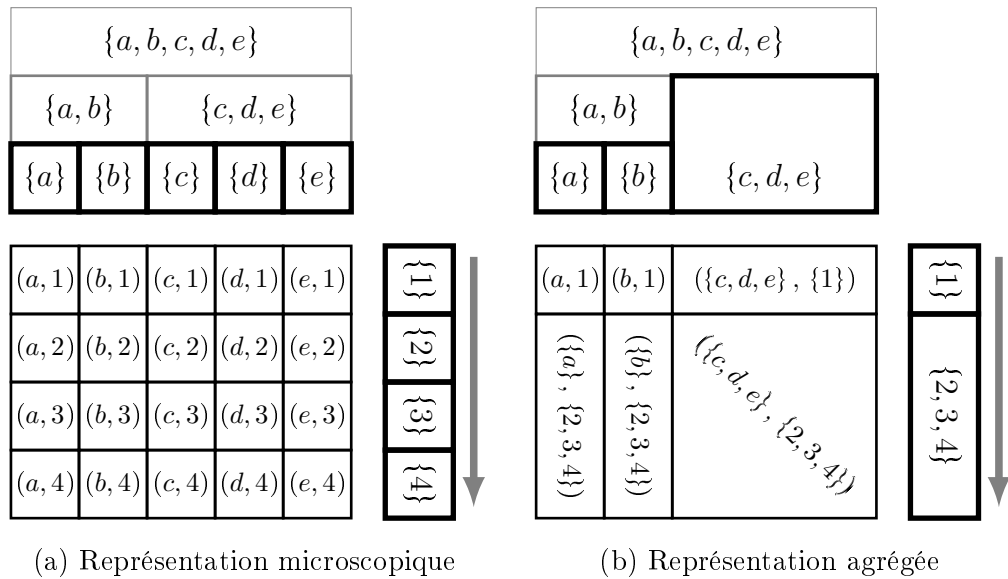 {a, b, c, d, e}
{a, b} {c, d, e}
{a} {b} {c} {d} {e}
(a, 1) (b, 1) (c, 1) (d, 1) (e, 1) {1}
(a, 2) (b, 2) (c, 2) (d, 2) (e, 2) {2}
(a, 3) (b, 3) (c, 3) (d, 3) (e, 3) {3}
(a, 4) (b, 4) (c, 4) (d, 4) (e, 4) {4}
(a) Représentation microscopique
{a, b, c, d, e}
{a, b}
{a} {b} {c, d, e}
(a, 1) (b, 1) ({c, d, e} , {1}) {1}
({a} , {2, 3, 4})
({b} , {2, 3, 4})
({c, d, e} , {2, 3, 4})
{2, 3, 4}
(b) Représentation agrégée